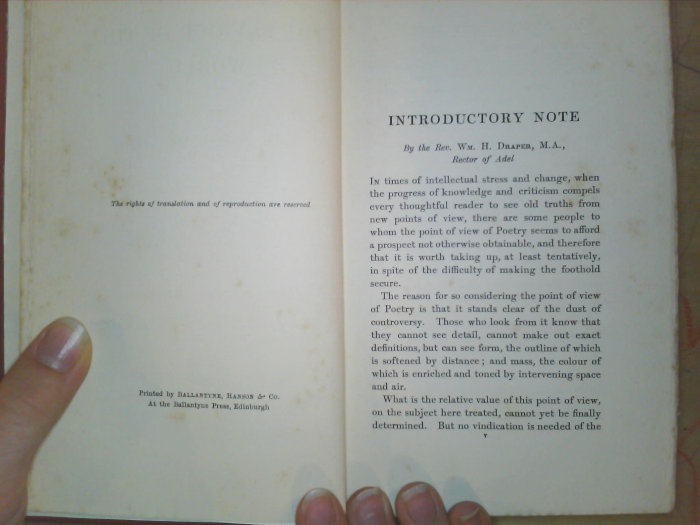 The rights of translation and of reproduction are reserved
Printed by BALLANTYNE, HANSON & Co.
At the Ballantyne Press, Edinburgh
INTRODUCTORY NOTE
By the Rev. WM. H. DRAPER, M.A.,
Rector of Adel
IN times of intellectual stress and change, when
the progress of knowledge and criticism compels
every thoughtful reader to see old truths from
new points of view, there are some people to
whom the point of view of Poetry seems to afford
a prospect not otherwise obtainable, and therefore
that it is worth taking up, at least tentatively,
in spite of the difficulty of making the foothold
secure.
The reason for so considering the point of view
of Poetry is that it stands clear of the dust of
controversy. Those who look from it know that
they cannot see detail, cannot make out exact
definitions, but can see form, the outline of which
is softened by distance; and mass, the colour of
which is enriched and toned by intervening space
and air.
What is the relative value of this point of view,
on the subject here treated, cannot yet be finally
determined. But no vindication is needed of the
v